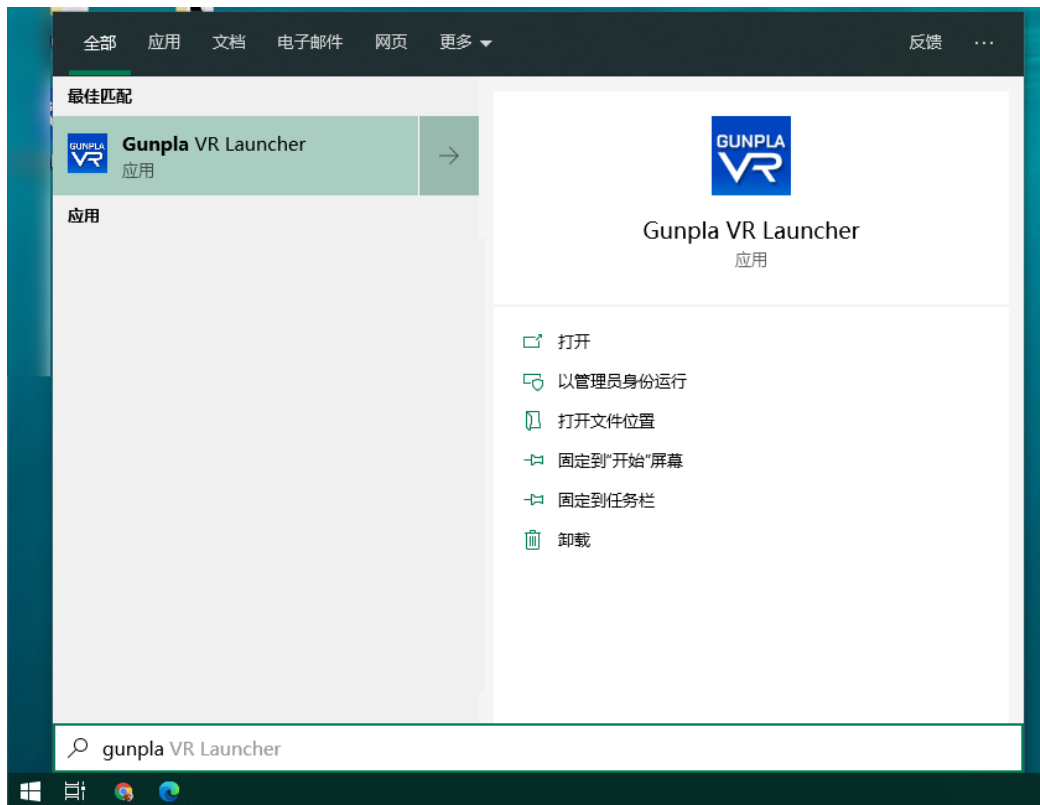 全部 应用 文档 电子邮件 网页 更多 反馈 ...
最佳匹配
GUNPLA VR
Gunpla VR Launcher
应用
应用
GUNPLA
VR
Gunpla VR Launcher
应用
打开
以管理员身份运行
打开文件位置
固定到“开始”屏幕
固定到任务栏
卸载
gunpla VR Launcher